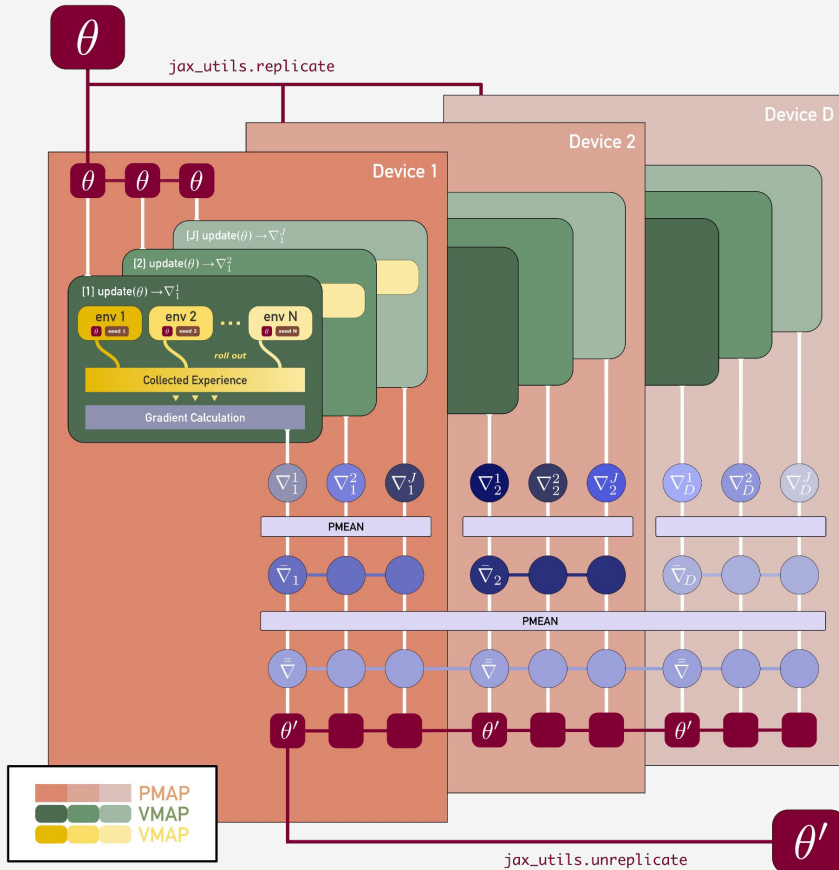 θ
jax_utils.replicate
Device D
Device 2
Device 1
θ θ θ
[J] update(θ) → ∇₁ᴶ
[2] update(θ) → ∇₁²
[1] update(θ) → ∇₁¹
env 1 env 2 ... env N
θ seed 1 θ seed 2 θ seed N
roll out
Collected Experience
Gradient Calculation
∇₁¹ ∇₁² ∇₁ᴶ ∇₂¹ ∇₂² ∇₂ᴶ ∇_D¹ ∇_D² ∇_Dᴶ
PMEAN
∇̄₁ ∇̄₂ ∇̄_D
PMEAN
∇̿ ∇̿ ∇̿
θ′ θ′ θ′
PMAP
VMAP
VMAP
θ′
jax_utils.unreplicate